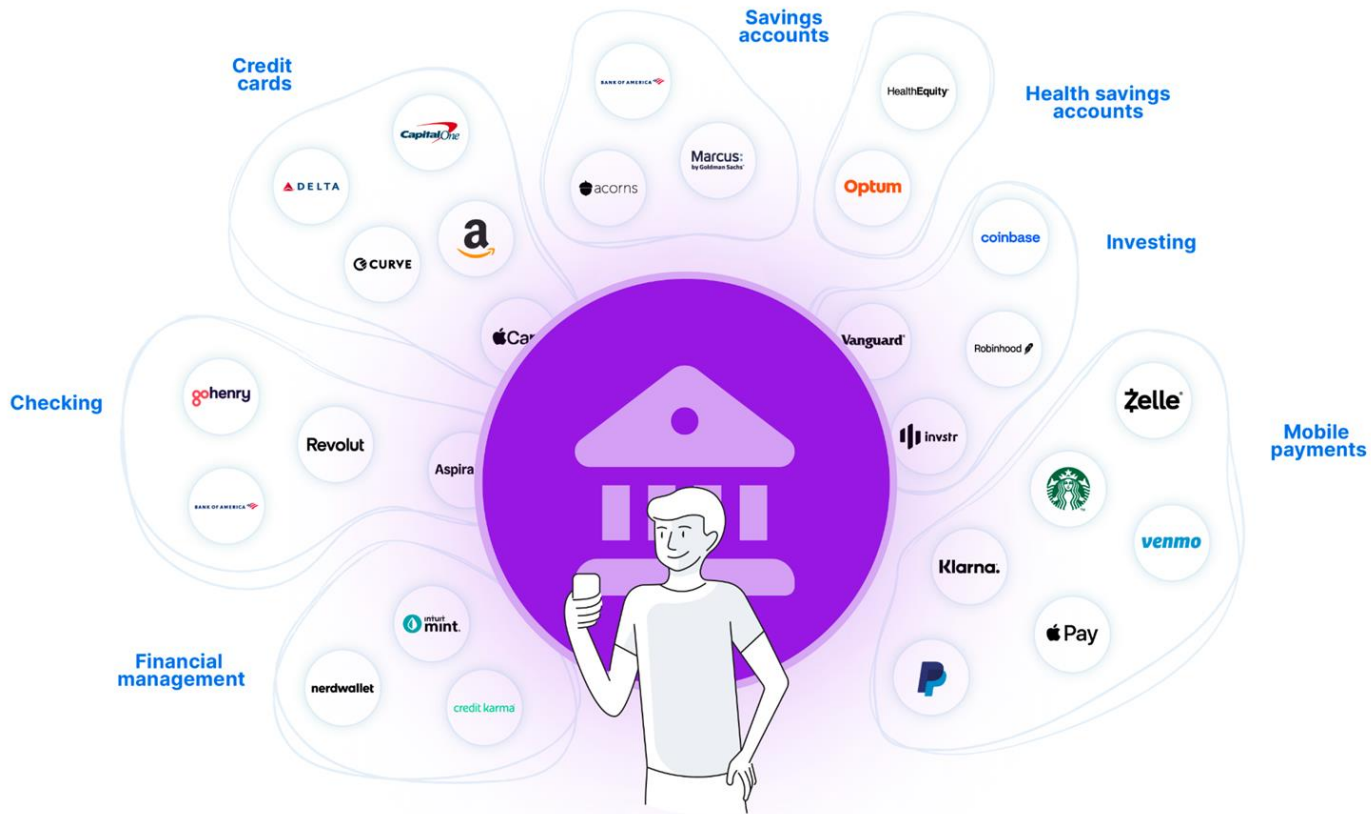 Savings
accounts
Credit
cards
BANK OF AMERICA
HealthEquity
Health savings
accounts
CapitalOne
Marcus:
by Goldman Sachs
DELTA
acorns
Optum
a
coinbase
Investing
CURVE
Car
Vanguard
Robinhood
gohenry
Zelle
Checking
Revolut
invstr
Mobile
payments
Aspira
BANK OF AMERICA
venmo
Klarna.
intuit
mint.
Pay
Financial
management
nerdwallet
credit karma